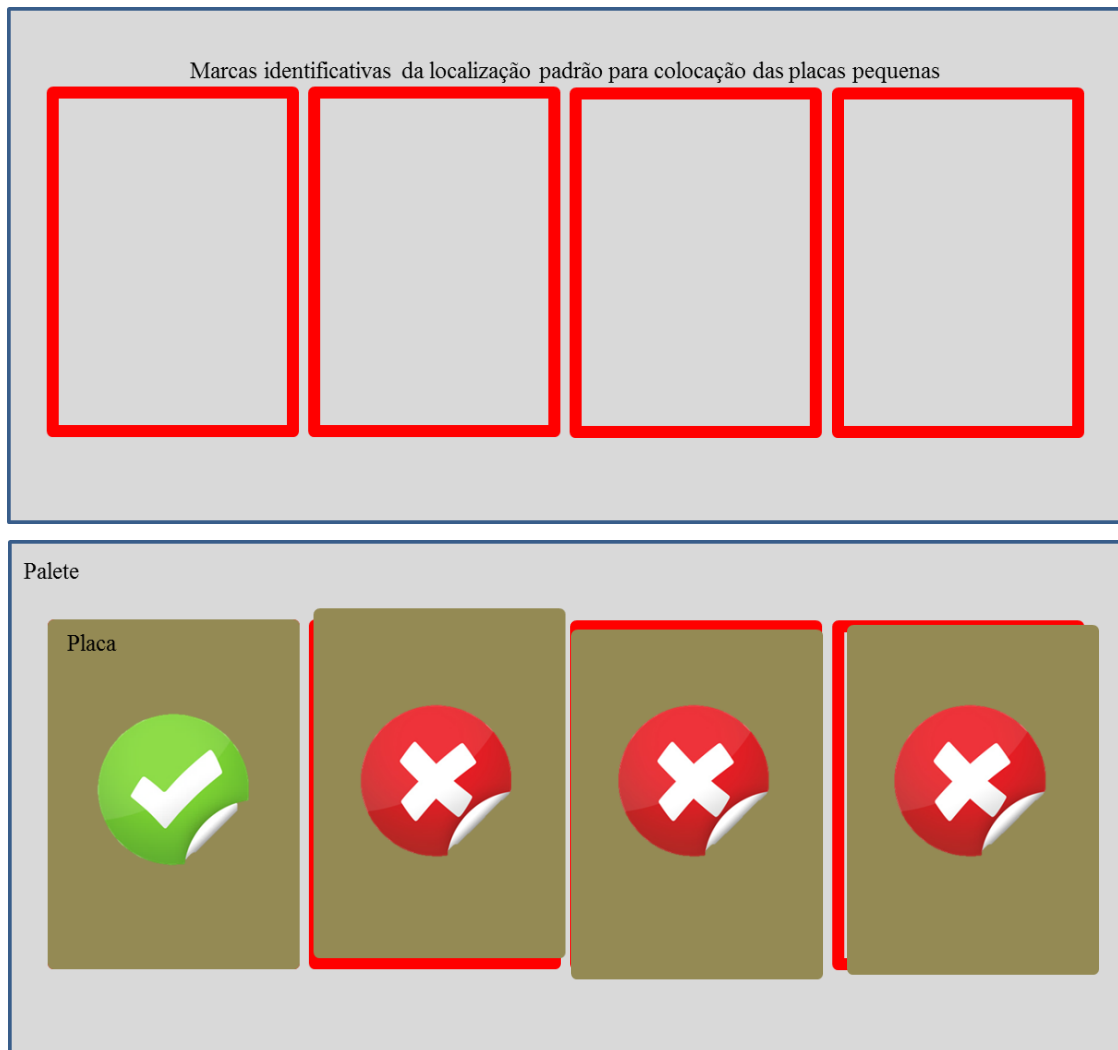 Marcas identificativas da localização padrão para colocação das placas pequenas
Palete
Placa